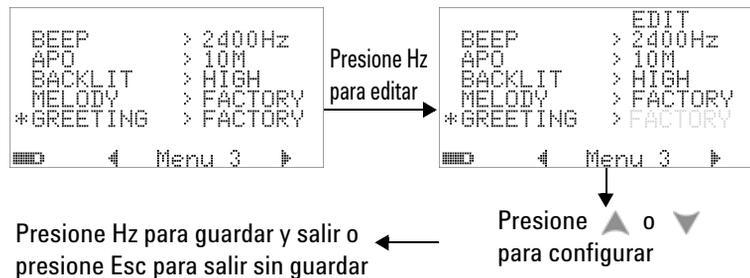 BEEP > 2400Hz
APO > 10M
BACKLIT > HIGH
MELODY > FACTORY
*GREETING > FACTORY
Menu 3
Presione Hz
para editar
EDIT
BEEP > 2400Hz
APO > 10M
BACKLIT > HIGH
MELODY > FACTORY
*GREETING > FACTORY
Menu 3
Presione o
para configurar
Presione Hz para guardar y salir o
presione Esc para salir sin guardar